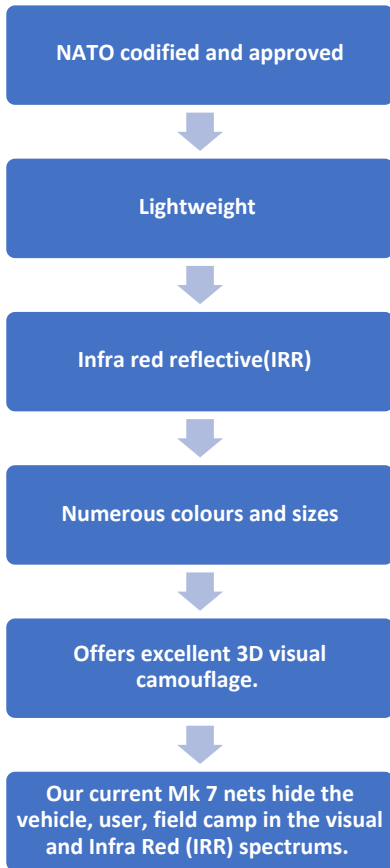 NATO codified and approved
Lightweight
Infra red reflective(IRR)
Numerous colours and sizes
Offers excellent 3D visual
camouflage.
Our current Mk 7 nets hide the
vehicle, user, field camp in the visual
and Infra Red (IRR) spectrums.